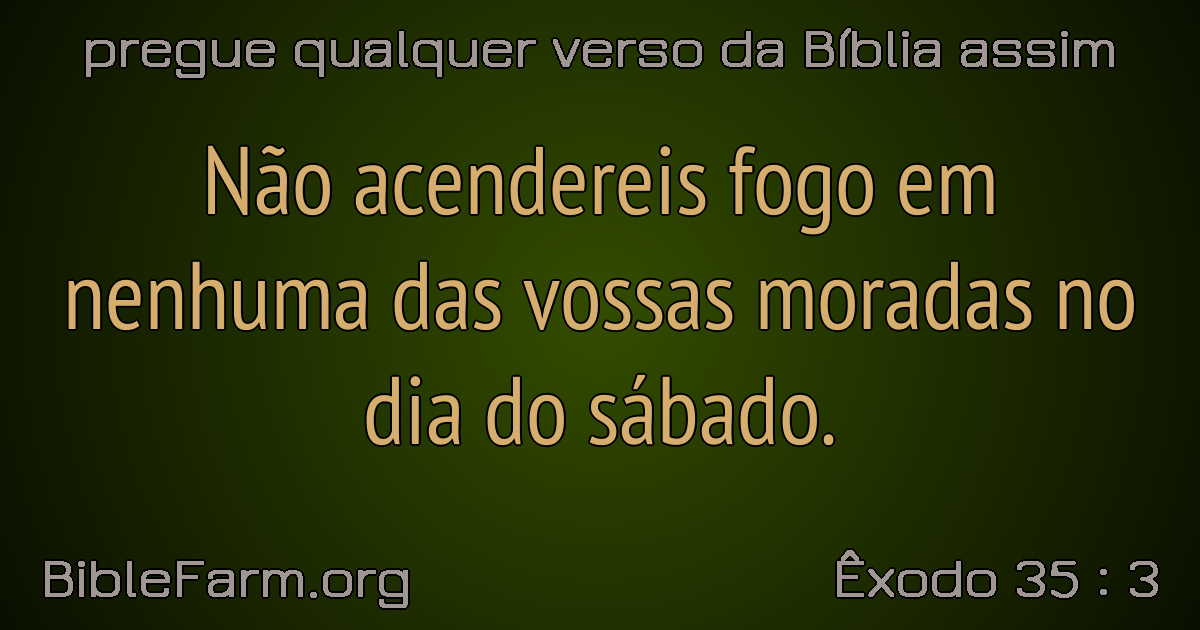 pregue qualquer verso da Bíblia assim
Não acendereis fogo em
nenhuma das vossas moradas no
dia do sábado.
BibleFarm.org
Êxodo 35 : 3